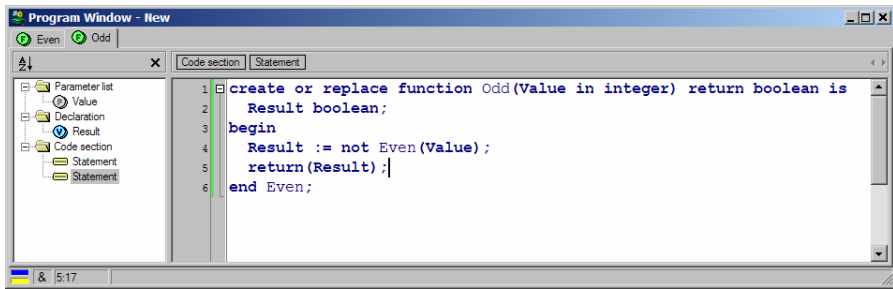 Program Window - New
Even Odd
Code section Statement
Parameter list
Value
Declaration
Result
Code section
Statement
Statement
1 create or replace function Odd(Value in integer) return boolean is
2 Result boolean;
3 begin
4 Result := not Even(Value);
5 return(Result);
6 end Even;
& 5:17